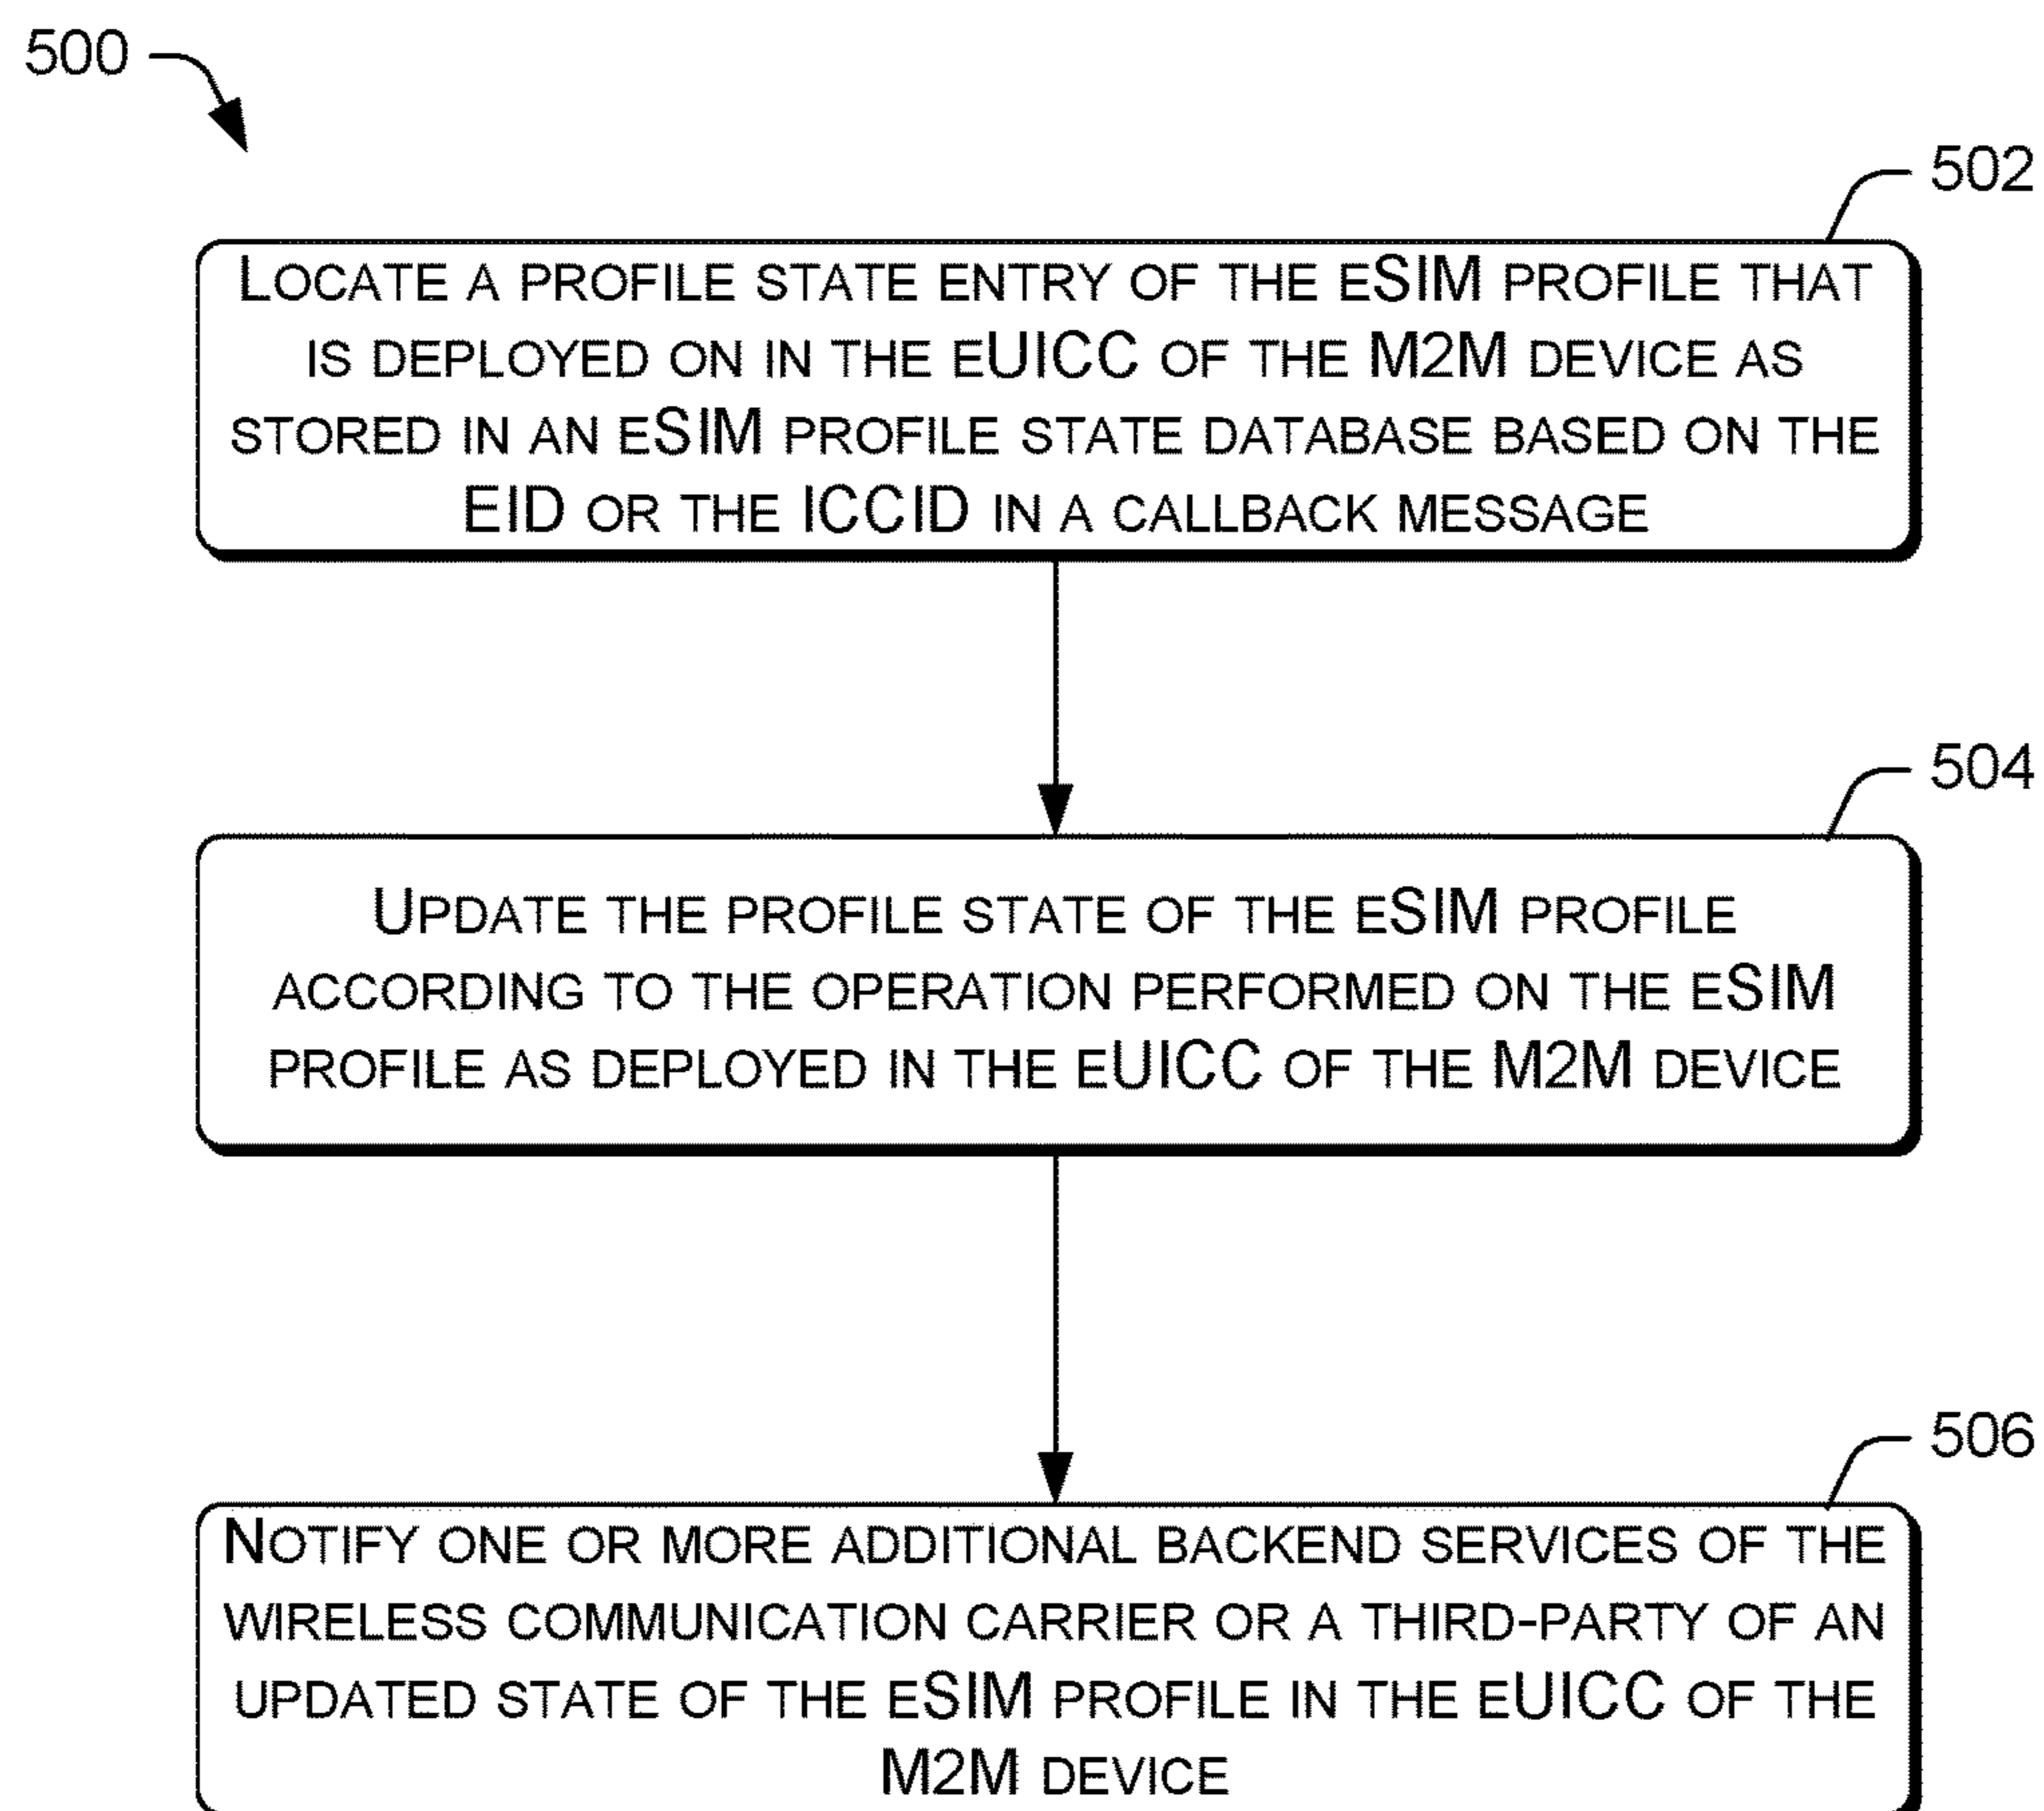 500
502
LOCATE A PROFILE STATE ENTRY OF THE ESIM PROFILE THAT
IS DEPLOYED ON IN THE EUICC OF THE M2M DEVICE AS
STORED IN AN ESIM PROFILE STATE DATABASE BASED ON THE
EID OR THE ICCID IN A CALLBACK MESSAGE
504
UPDATE THE PROFILE STATE OF THE ESIM PROFILE
ACCORDING TO THE OPERATION PERFORMED ON THE ESIM
PROFILE AS DEPLOYED IN THE EUICC OF THE M2M DEVICE
506
NOTIFY ONE OR MORE ADDITIONAL BACKEND SERVICES OF THE
WIRELESS COMMUNICATION CARRIER OR A THIRD-PARTY OF AN
UPDATED STATE OF THE ESIM PROFILE IN THE EUICC OF THE
M2M DEVICE